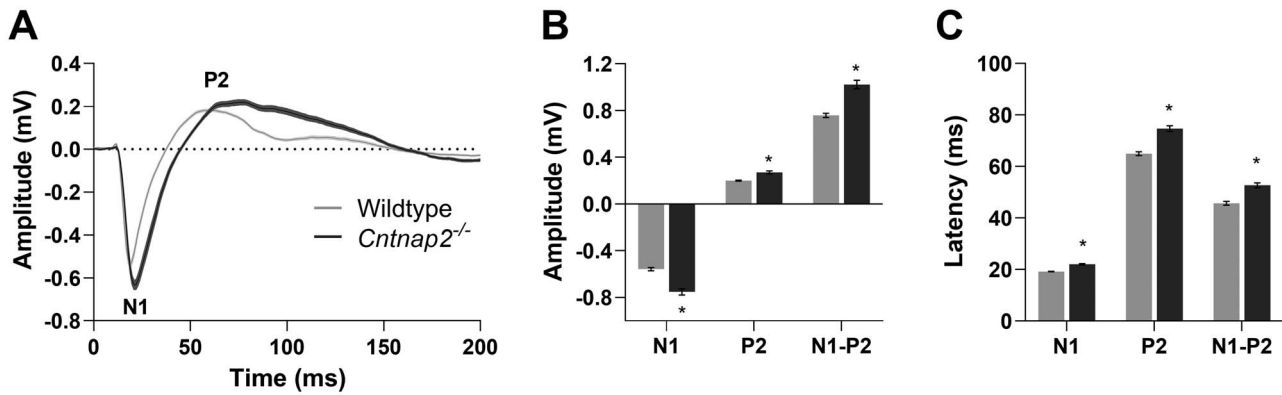 A
Amplitude (mV)
0.4
0.2
0.0
-0.2
-0.4
-0.6
-0.8
P2
N1
Wildtype
Cntnap2-/-
0
50
100
150
200
Time (ms)
B
Amplitude (mV)
1.2
0.8
0.4
0.0
-0.4
-0.8
*
*
*
N1
P2
N1-P2
C
Latency (ms)
100
80
60
40
20
0
*
*
*
N1
P2
N1-P2